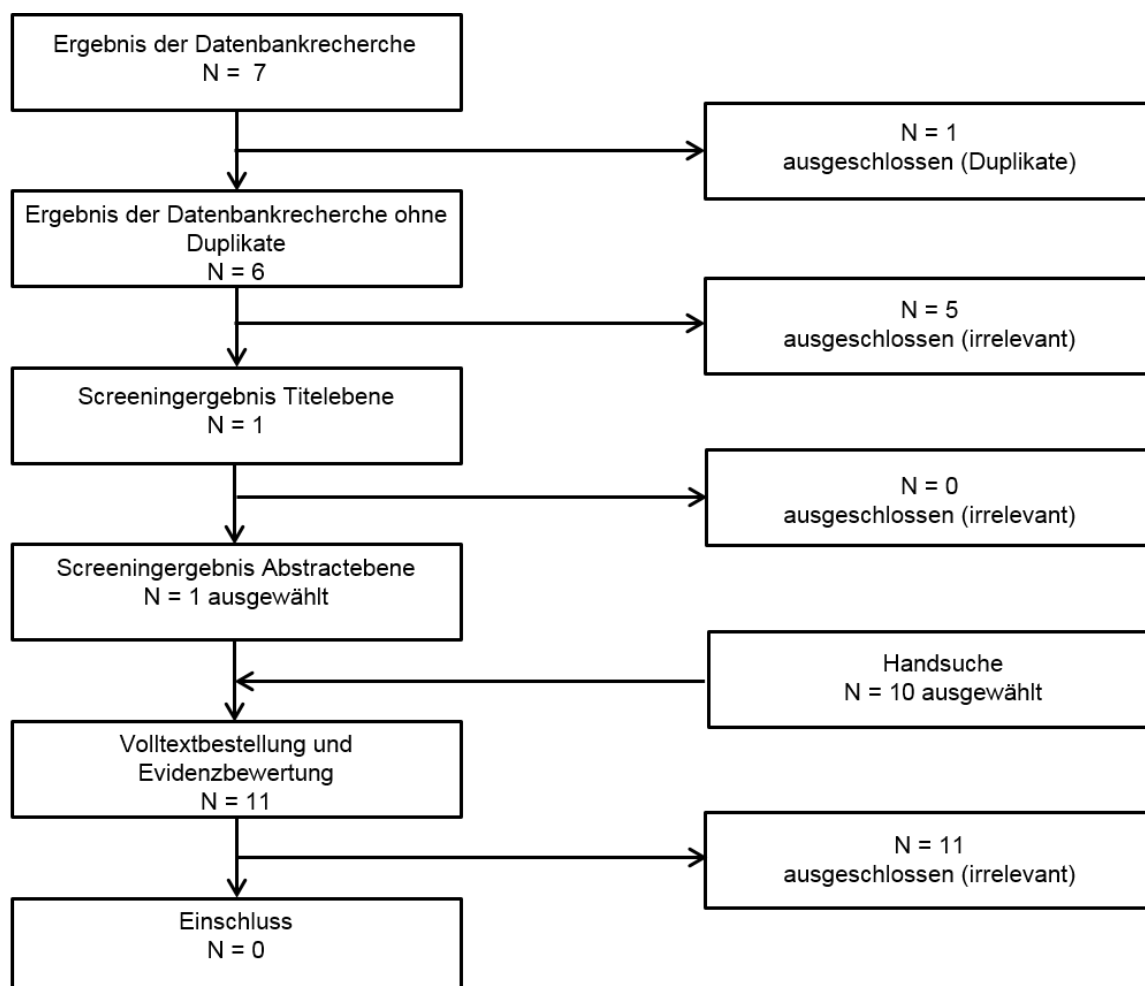 Ergebnis der Datenbankrecherche
N = 7
N = 1
ausgeschlossen (Duplikate)
Ergebnis der Datenbankrecherche ohne
Duplikate
N = 6
N = 5
ausgeschlossen (irrelevant)
Screeningergebnis Titelebene
N = 1
N = 0
ausgeschlossen (irrelevant)
Screeningergebnis Abstractebene
N = 1 ausgewählt
Handsuche
N = 10 ausgewählt
Volltextbestellung und
Evidenzbewertung
N = 11
N = 11
ausgeschlossen (irrelevant)
Einschluss
N = 0